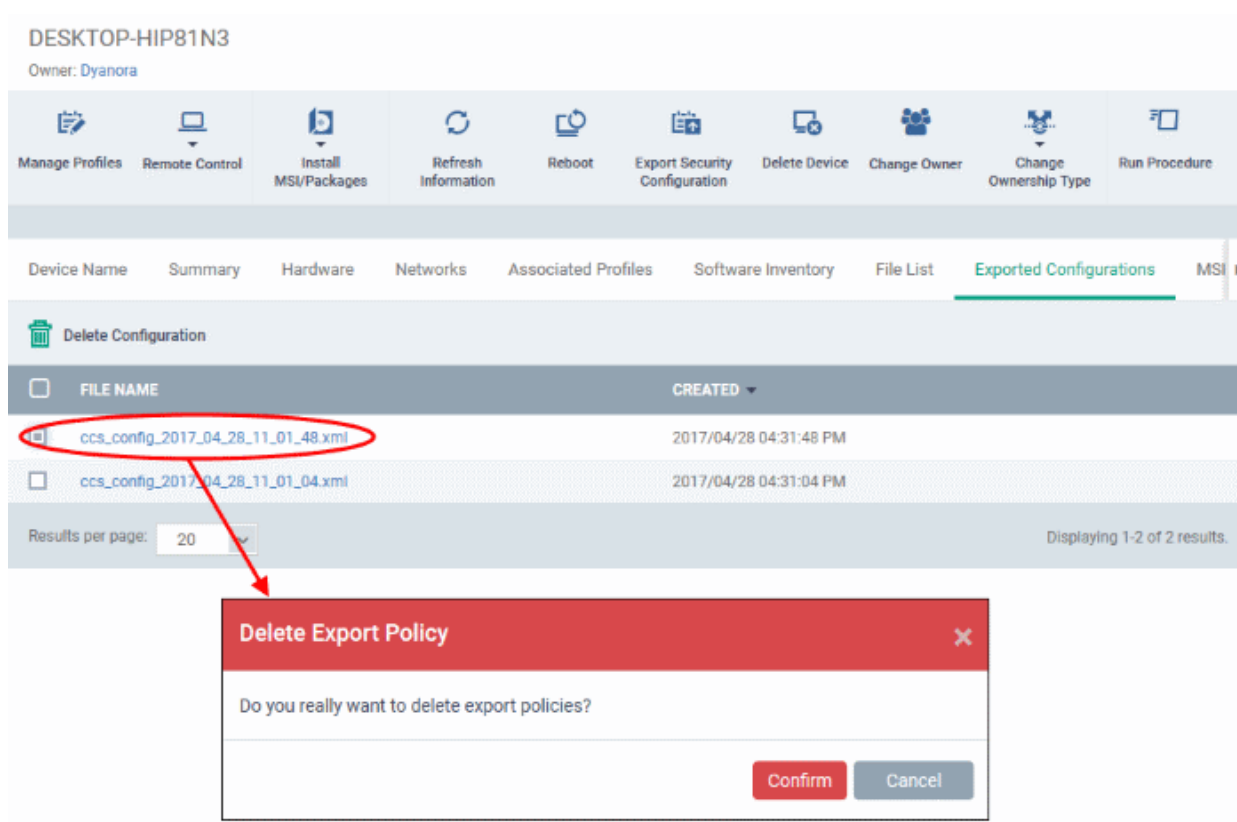 DESKTOP-HIP81N3
Owner: Dyanora
Manage Profiles
Remote Control
Install
MSI/Packages
Refresh
Information
Reboot
Export Security
Configuration
Delete Device
Change Owner
Change
Ownership Type
Run Procedure
Device Name Summary Hardware Networks Associated Profiles Software Inventory File List Exported Configurations MSI
Delete Configuration
FILE NAME CREATED
ccs_config_2017_04_28_11_01_48.xml 2017/04/28 04:31:48 PM
ccs_config_2017_04_28_11_01_04.xml 2017/04/28 04:31:04 PM
Results per page: 20 Displaying 1-2 of 2 results.
Delete Export Policy
Do you really want to delete export policies?
Confirm Cancel